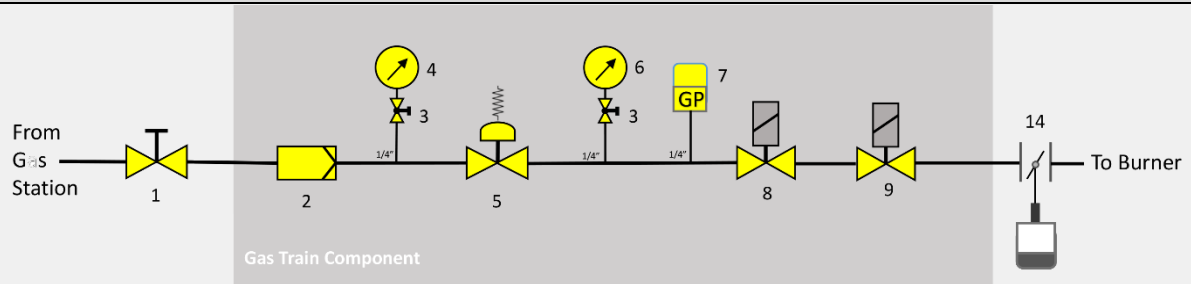 From
Gas
Station
1
2
1/4"
3
4
5
1/4"
3
6
1/4"
GP
7
8
9
14
To Burner
Gas Train Component